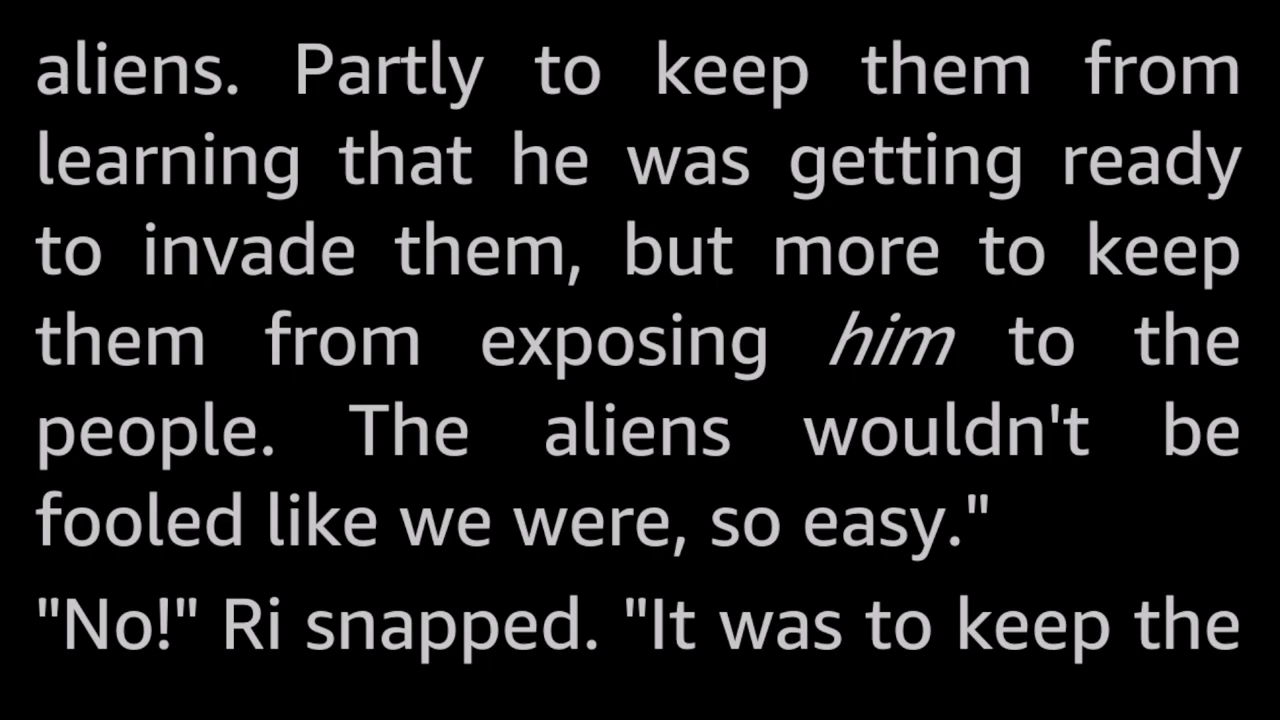 aliens. Partly to keep them from
learning that he was getting ready
to invade them, but more to keep
them from exposing him to the
people. The aliens wouldn't be
fooled like we were, so easy."
"No!" Ri snapped. "It was to keep the